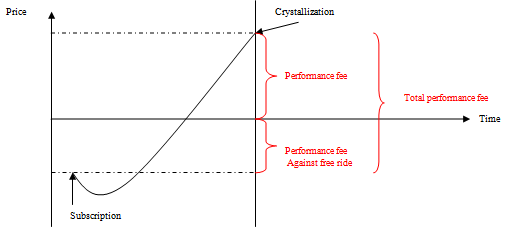 Price
Crystallization
Performance fee
Total performance fee
Time
Performance fee
Against free ride
Subscription